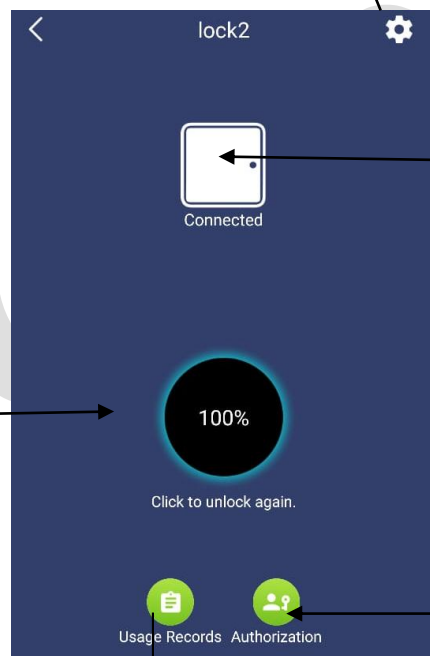 lock2
Connected
100%
Click to unlock again.
Usage Records Authorization